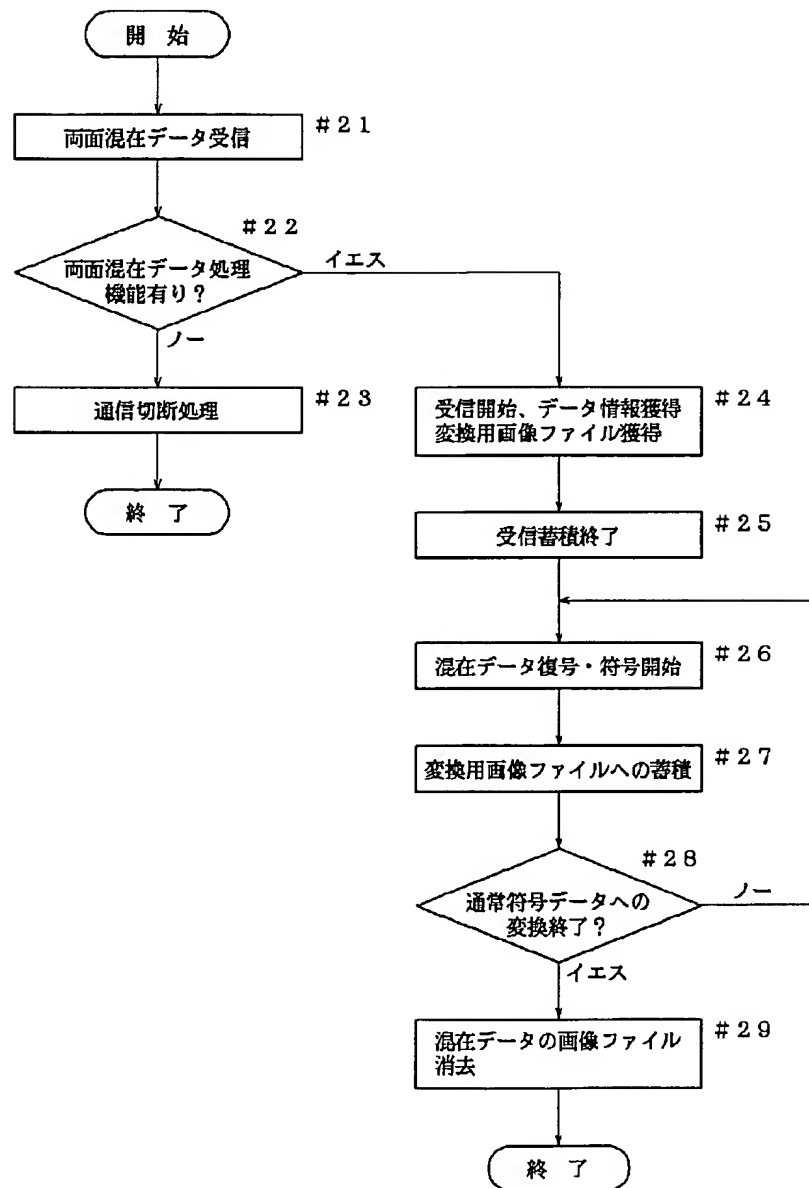 開 始
両面混在データ受信
#21
#22
両面混在データ処理
機能有り?
イエス
ノー
通信切断処理
#23
終 了
受信開始、データ情報獲得
変換用画像ファイル獲得
#24
受信蓄積終了
#25
混在データ復号・符号開始
#26
変換用画像ファイルへの蓄積
#27
#28
通常符号データへの
変換終了?
ノー
イエス
混在データの画像ファイル
消去
#29
終 了